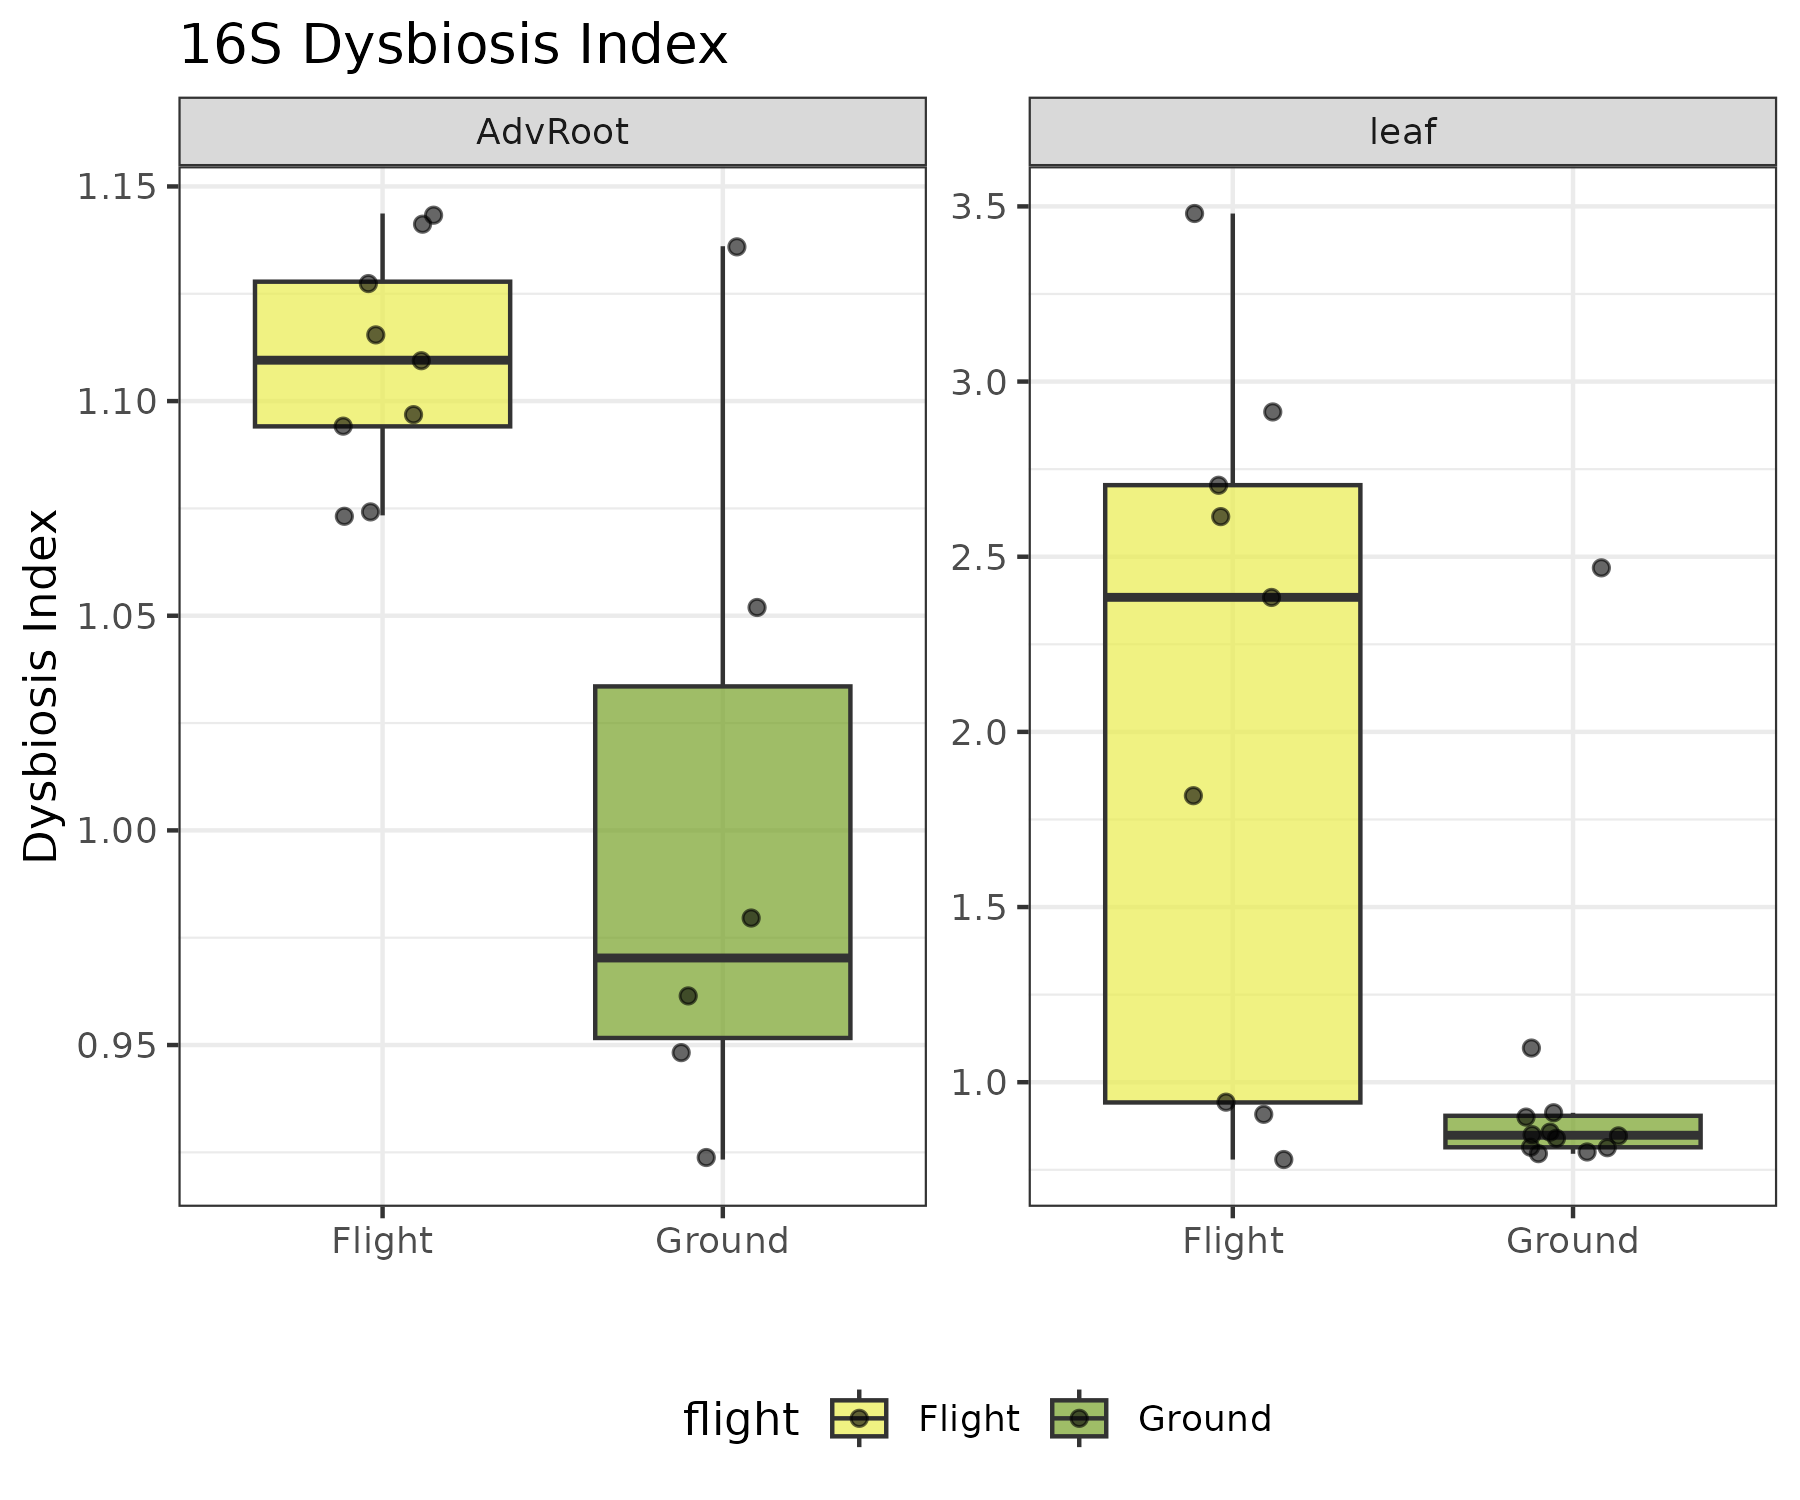 16S Dysbiosis Index
AdvRoot
leaf
Dysbiosis Index
1.15
1.10
1.05
1.00
0.95
3.5
3.0
2.5
2.0
1.5
1.0
Flight
Ground
Flight
Ground
flight
Flight
Ground